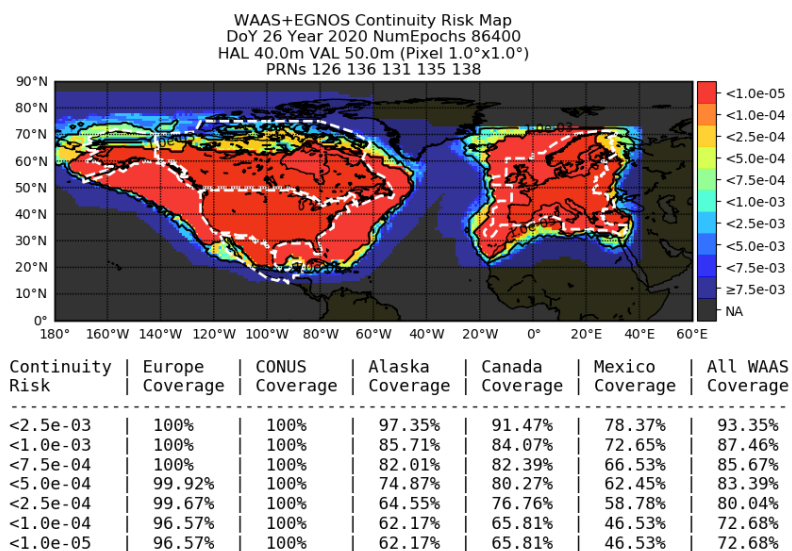 WAAS+EGNOS Continuity Risk Map
DoY 26 Year 2020 NumEpochs 86400
HAL 40.0m VAL 50.0m (Pixel 1.0°x1.0°)
PRNs 126 136 131 135 138
90°N
80°N
70°N
60°N
50°N
40°N
30°N
20°N
10°N
0°
180° 160°W 140°W 120°W 100°W 80°W 60°W 40°W 20°W 0° 20°E 40°E 60°E
<1.0e-05
<1.0e-04
<2.5e-04
<5.0e-04
<7.5e-04
<1.0e-03
<2.5e-03
<5.0e-03
<7.5e-03
≥7.5e-03
NA
Continuity | Europe | CONUS | Alaska | Canada | Mexico | All WAAS
Risk | Coverage | Coverage | Coverage | Coverage | Coverage | Coverage
<2.5e-03 | 100% | 100% | 97.35% | 91.47% | 78.37% | 93.35%
<1.0e-03 | 100% | 100% | 85.71% | 84.07% | 72.65% | 87.46%
<7.5e-04 | 100% | 100% | 82.01% | 82.39% | 66.53% | 85.67%
<5.0e-04 | 99.92% | 100% | 74.87% | 80.27% | 62.45% | 83.39%
<2.5e-04 | 99.67% | 100% | 64.55% | 76.76% | 58.78% | 80.04%
<1.0e-04 | 96.57% | 100% | 62.17% | 65.81% | 46.53% | 72.68%
<1.0e-05 | 96.57% | 100% | 62.17% | 65.81% | 46.53% | 72.68%